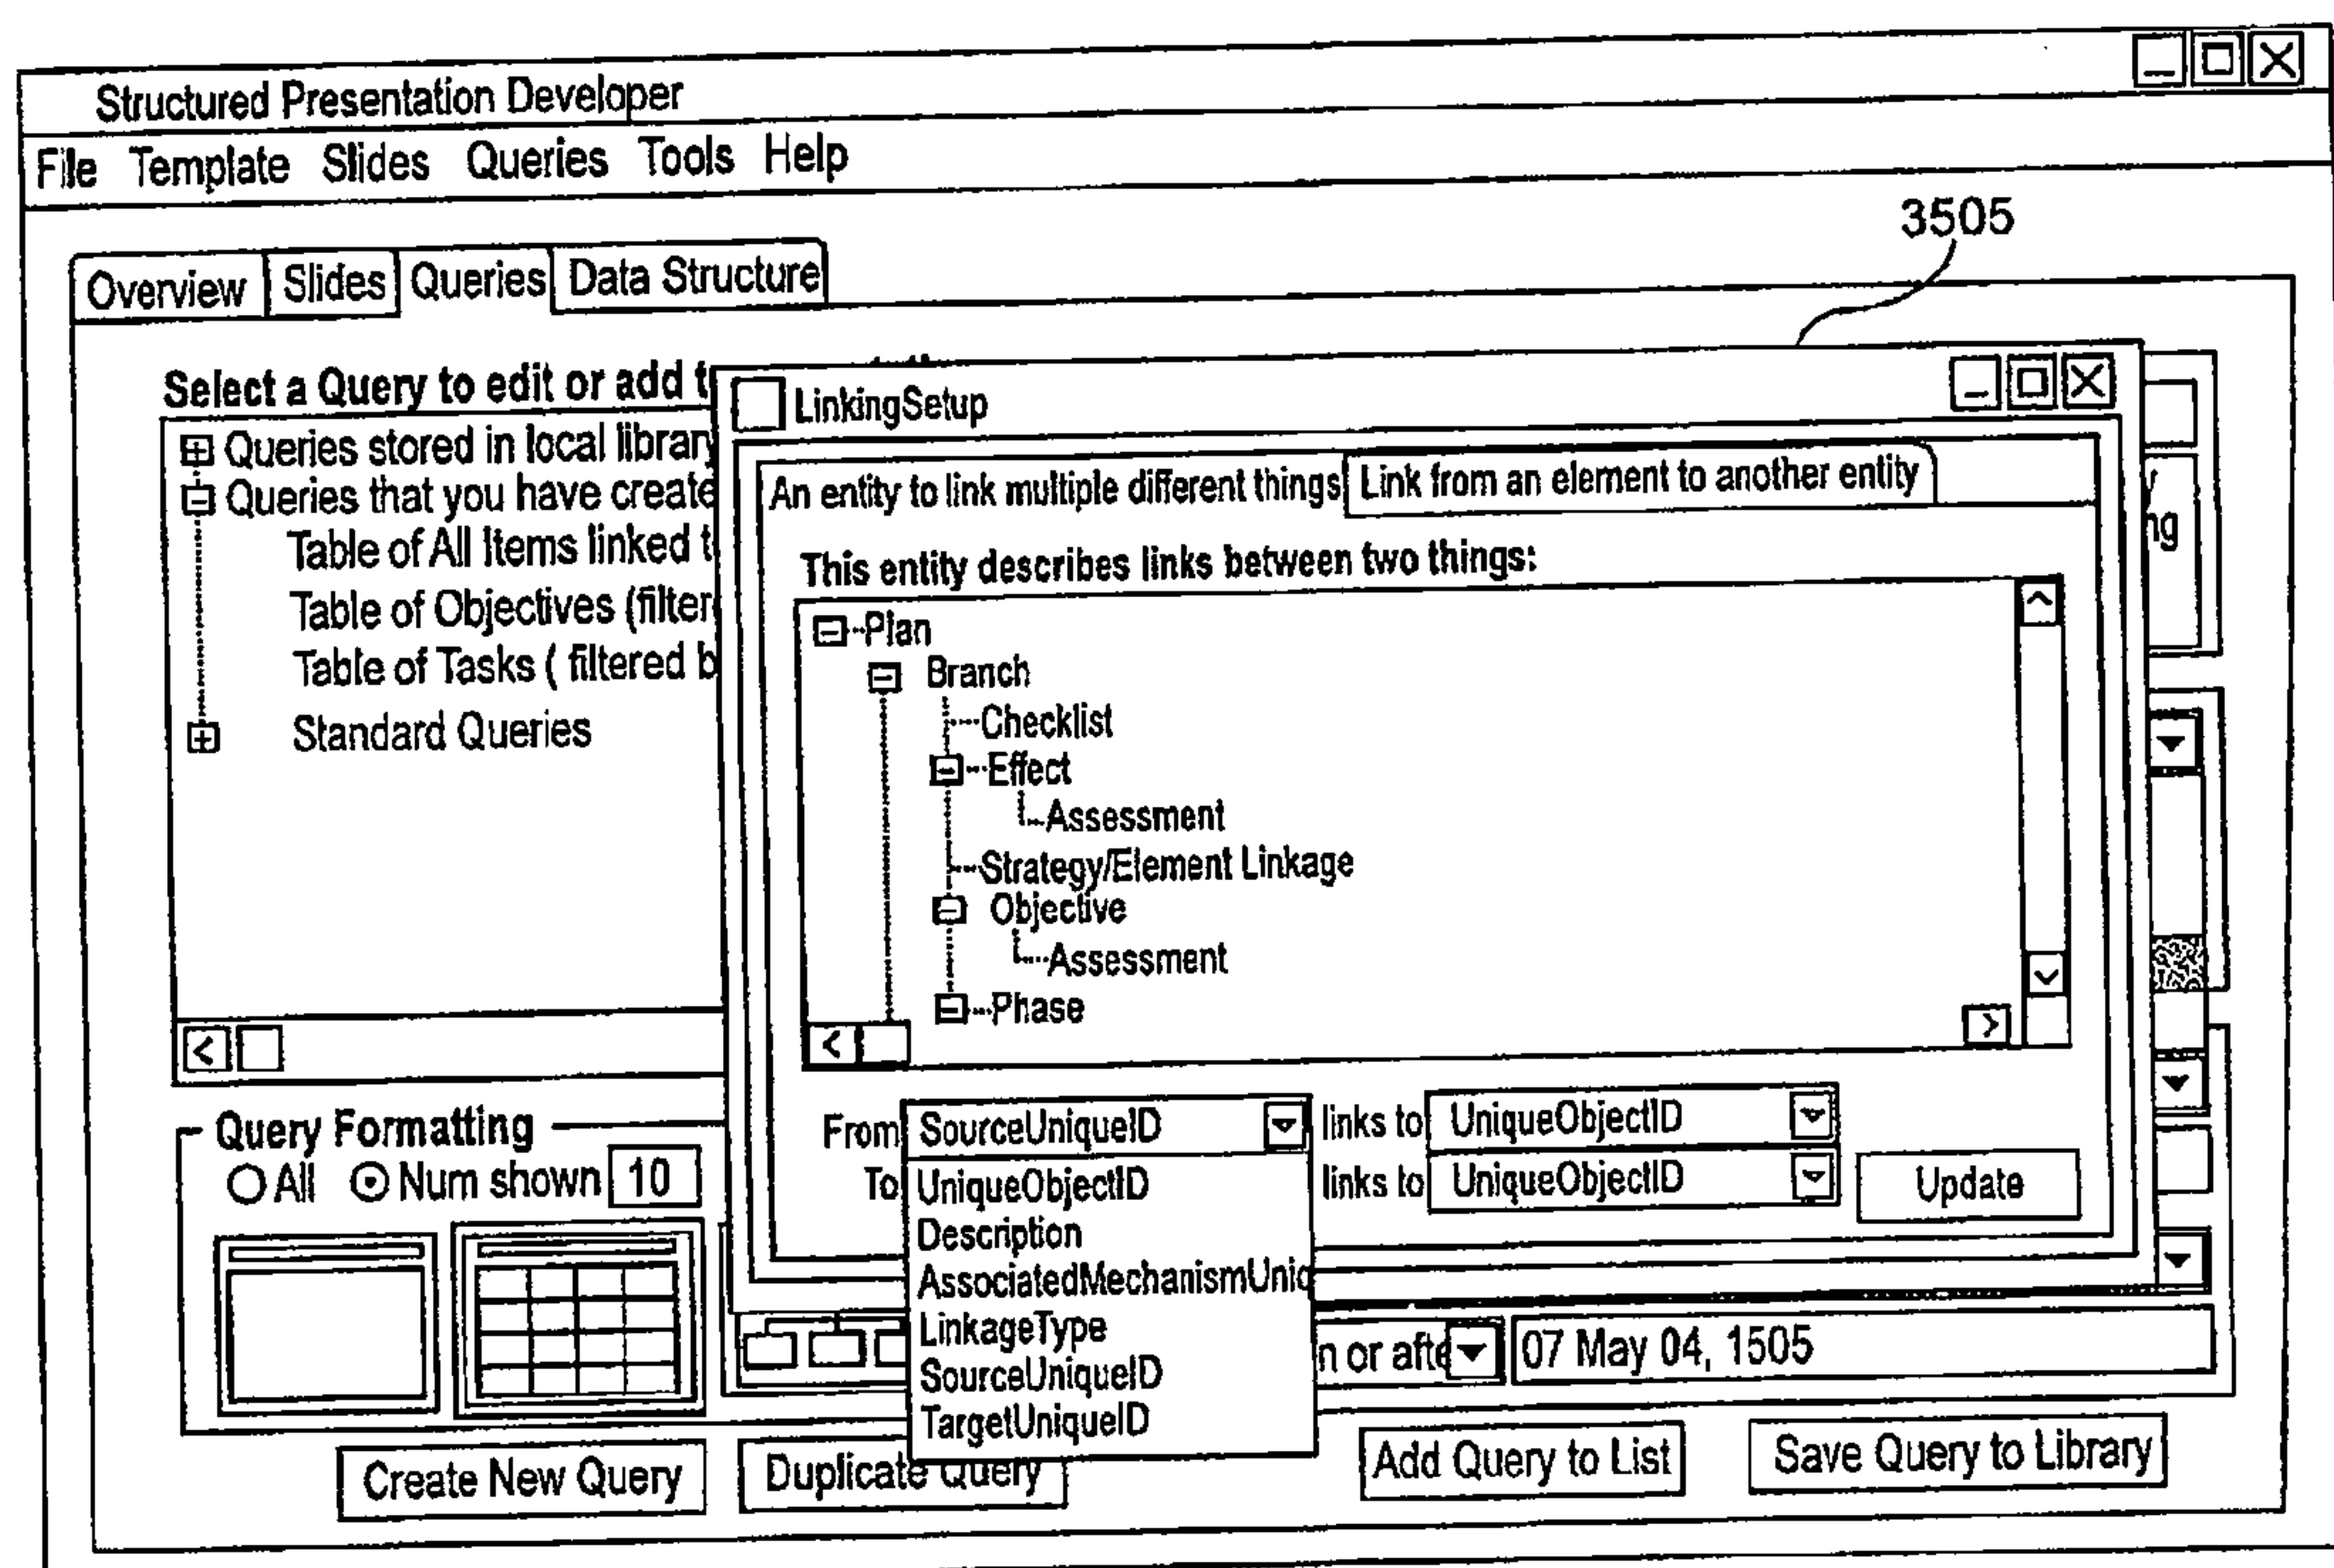 Structured Presentation Developer
File Template Slides Queries Tools Help
3505
Overview Slides Queries Data Structure
Select a Query to edit or add
Queries stored in local library
Queries that you have create
Table of All Items linked t
Table of Objectives (filter
Table of Tasks ( filtered b
Standard Queries
LinkingSetup
An entity to link multiple different things Link from an element to another entity
This entity describes links between two things:
Plan
Branch
Checklist
Effect
Assessment
Strategy/Element Linkage
Objective
Assessment
Phase
ng
From SourceUniqueID links to UniqueObjectID
To links to UniqueObjectID Update
UniqueObjectID
Description
AssociatedMechanismUniq
LinkageType
SourceUniqueID
TargetUniqueID
Query Formatting
All Num shown 10
n or afte 07 May 04, 1505
Create New Query Duplicate Query Add Query to List Save Query to Library